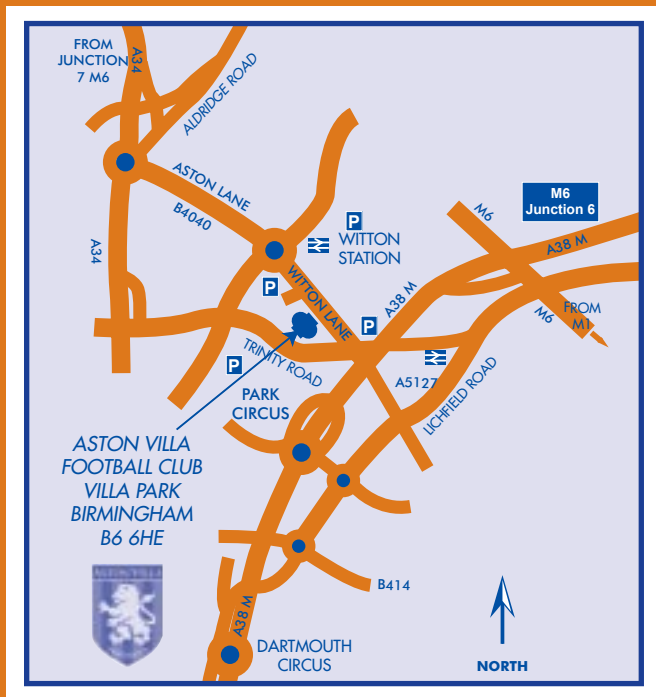 FROM
JUNCTION
7 M6
A34
ALDRIDGE ROAD
ASTON LANE
B4040
A34
P
WITTON
STATION
P
WITTON LANE
M6
Junction 6
M6
A38 M
A38 M
M6
FROM
M1
P
TRINITY ROAD
P
A5127
LICHFIELD ROAD
PARK
CIRCUS
ASTON VILLA
FOOTBALL CLUB
VILLA PARK
BIRMINGHAM
B6 6HE
ASTON VILLA
B414
A38 M
DARTMOUTH
CIRCUS
NORTH